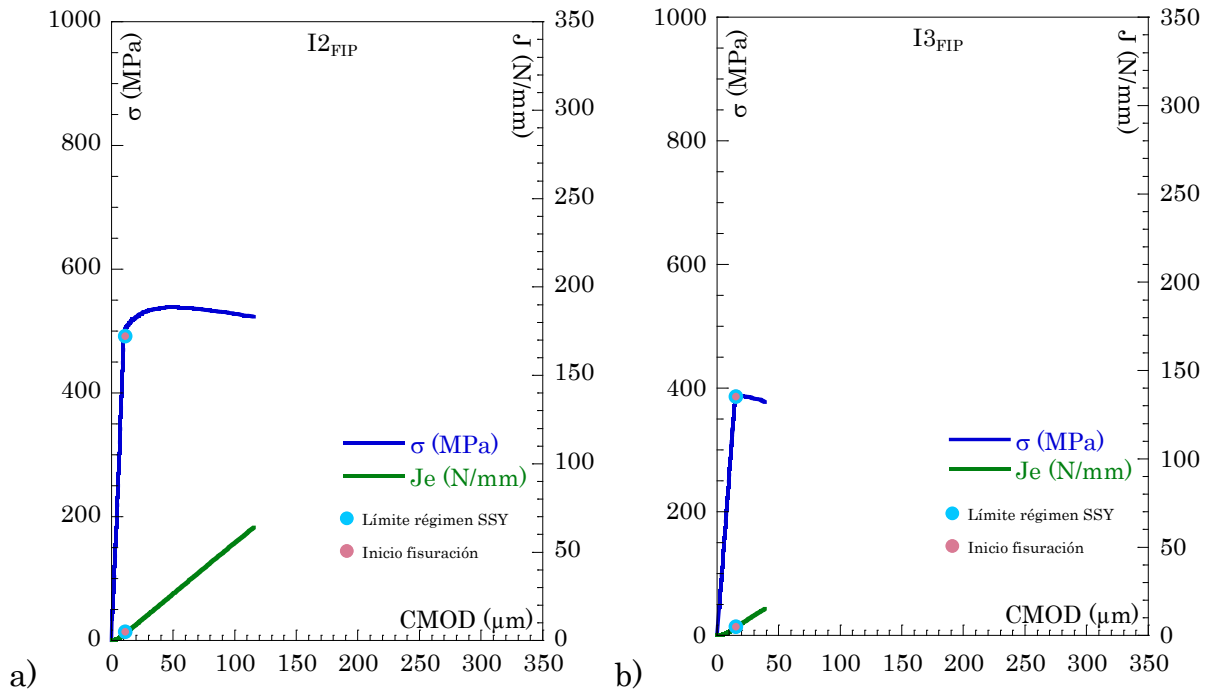 I2FIP
σ (MPa)
J (N/mm)
1000
800
600
400
200
0
350
300
250
200
150
100
50
0
σ (MPa)
Je (N/mm)
Límite régimen SSY
Inicio fisuración
CMOD (µm)
0 50 100 150 200 250 300 350
a)
I3FIP
σ (MPa)
J (N/mm)
1000
800
600
400
200
0
350
300
250
200
150
100
50
0
σ (MPa)
Je (N/mm)
Límite régimen SSY
Inicio fisuración
CMOD (µm)
0 50 100 150 200 250 300 350
b)